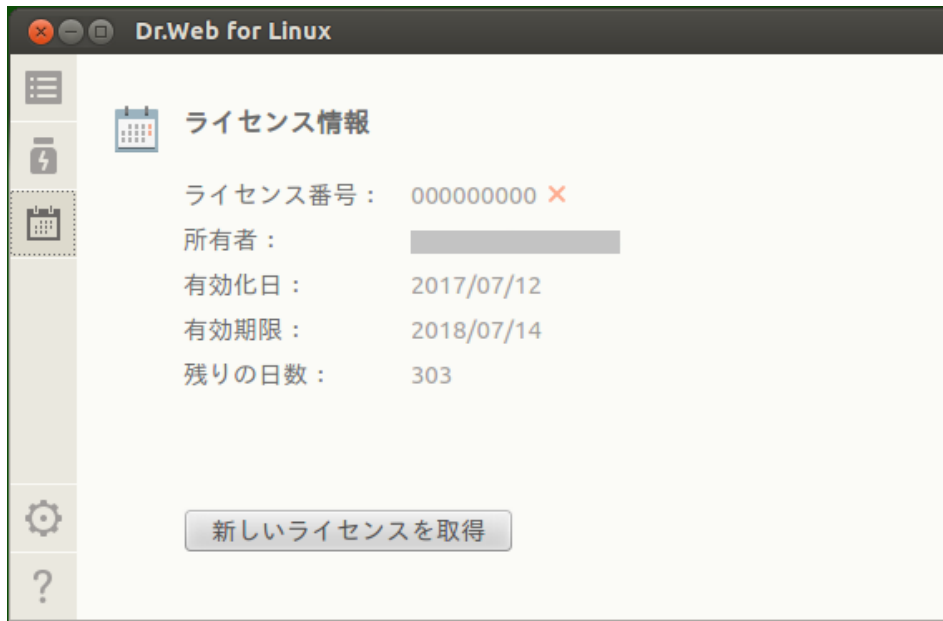 Dr.Web for Linux
ライセンス情報
ライセンス番号： 000000000
所有者：
有効化日： 2017/07/12
有効期限： 2018/07/14
残りの日数： 303
新しいライセンスを取得
?